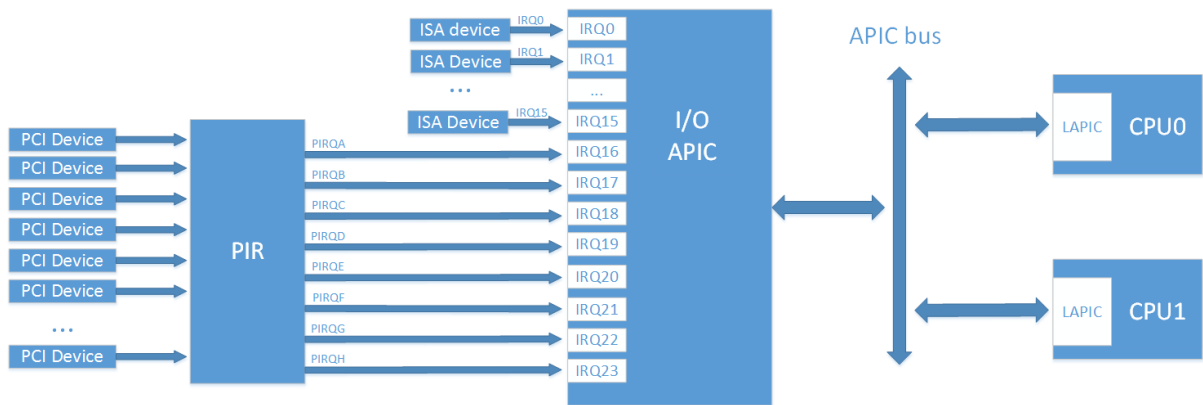 ISA device
IRQ0
IRQ0
ISA Device
IRQ1
IRQ1
...
...
ISA Device
IRQ15
IRQ15
PCI Device
PCI Device
PCI Device
PCI Device
PCI Device
PCI Device
...
PCI Device
PIR
PIRQA
IRQ16
PIRQB
IRQ17
PIRQC
IRQ18
PIRQD
IRQ19
PIRQE
IRQ20
PIRQF
IRQ21
PIRQG
IRQ22
PIRQH
IRQ23
I/O
APIC
APIC bus
LAPIC
CPU0
LAPIC
CPU1